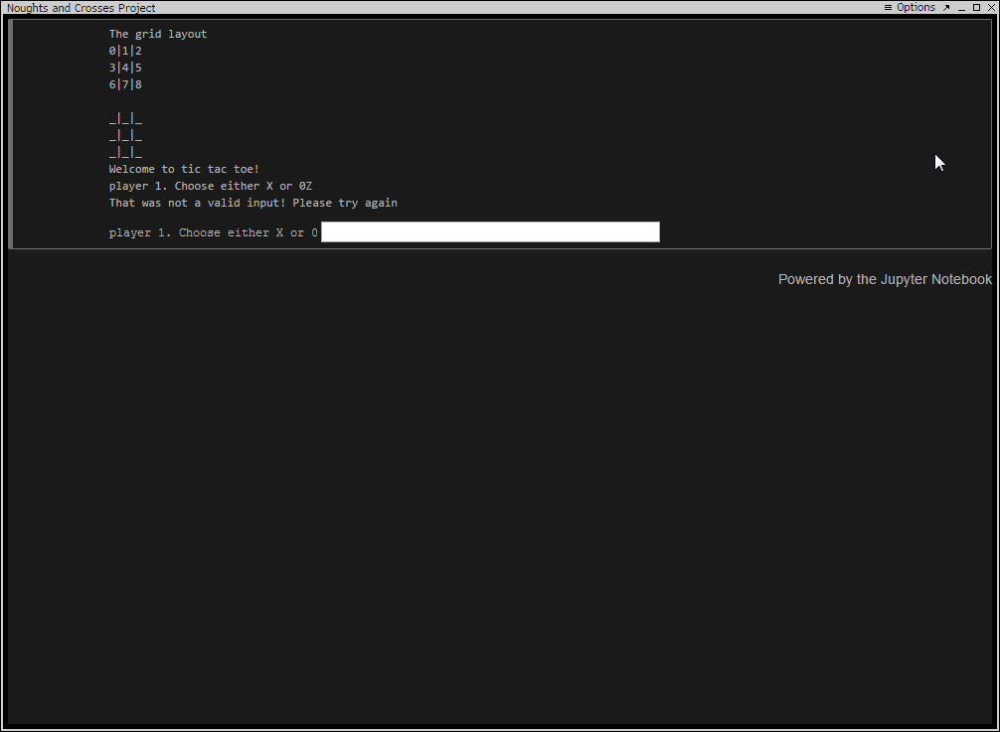 Noughts and Crosses Project
≡ Options
The grid layout
0|1|2
3|4|5
6|7|8
_|_|_
_|_|_
_|_|_
Welcome to tic tac toe!
player 1. Choose either X or 0Z
That was not a valid input! Please try again
player 1. Choose either X or 0
Powered by the Jupyter Notebook